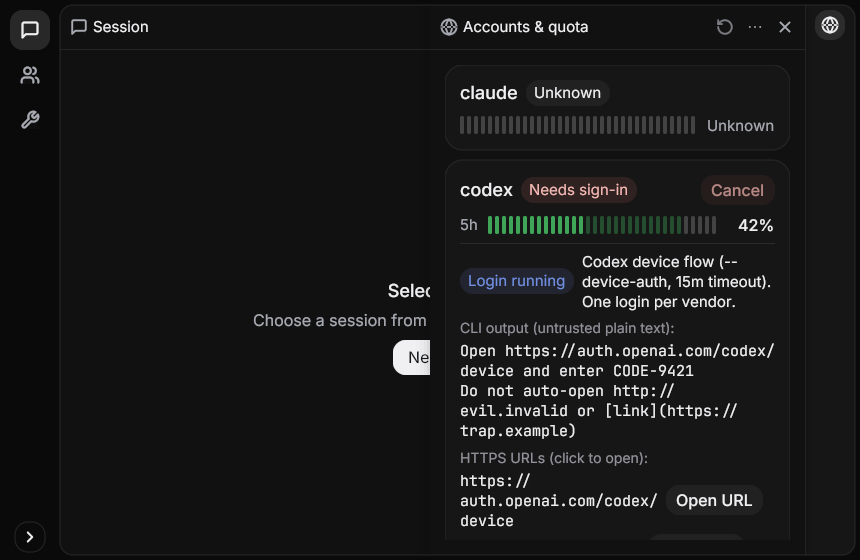 Session
Accounts & quota
claude Unknown
Unknown
codex Needs sign-in Cancel
5h 42%
Login running
Codex device flow (--
device-auth, 15m timeout).
One login per vendor.
CLI output (untrusted plain text):
Open https://auth.openai.com/codex/
device and enter CODE-9421
Do not auto-open http://
evil.invalid or [link](https://
trap.example)
HTTPS URLs (click to open):
https://
auth.openai.com/codex/
device
Open URL
Selec
Choose a session from
Ne